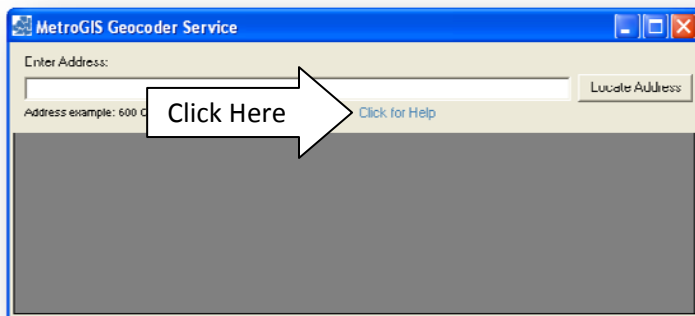 MetroGIS Geocoder Service
Enter Address:
Locate Address
Address example: 600
Click Here
Click for Help